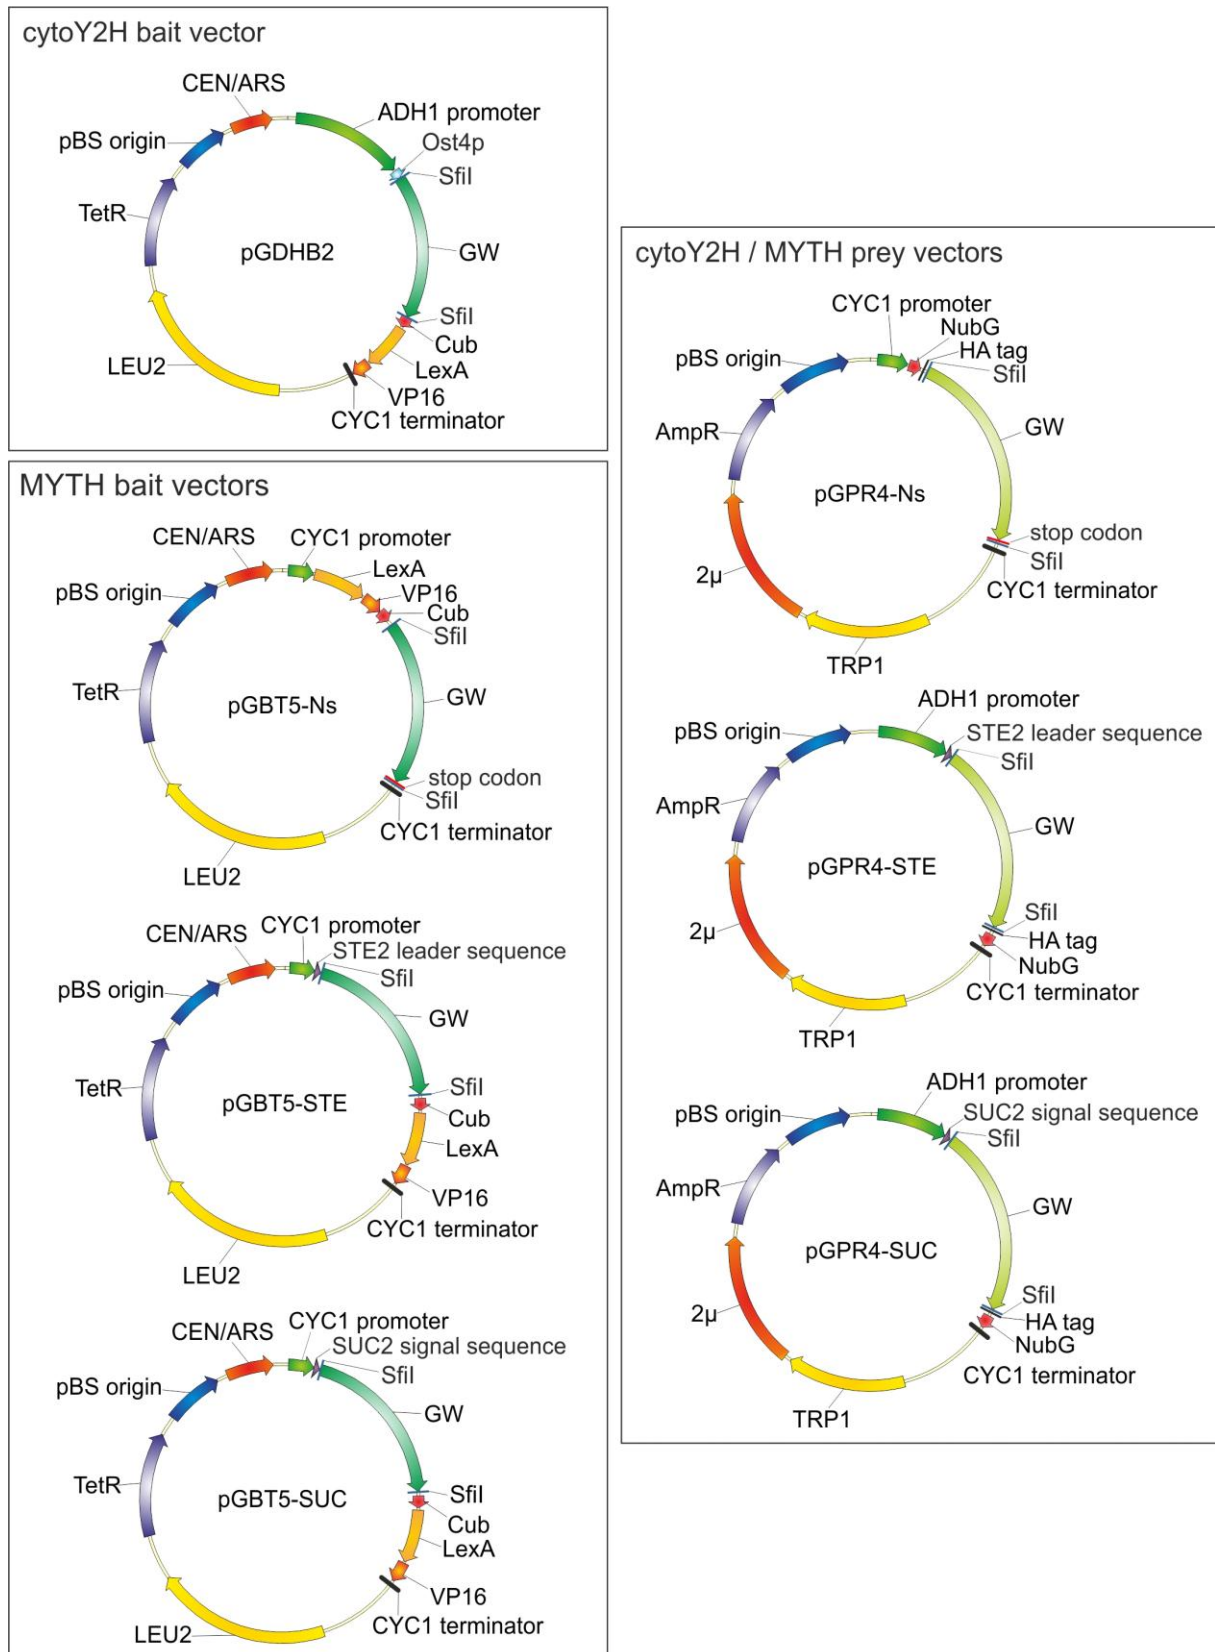 cytoY2H bait vector
CEN/ARS
ADH1 promoter
pBS origin
Ost4p
SfiI
TetR
pGDHB2
GW
SfiI
Cub
LEU2
LexA
VP16
CYC1 terminator
MYTH bait vectors
CEN/ARS
CYC1 promoter
LexA
pBS origin
VP16
Cub
SfiI
TetR
pGBT5-Ns
GW
stop codon
SfiI
CYC1 terminator
LEU2
CYC1 promoter
CEN/ARS
STE2 leader sequence
SfiI
pBS origin
GW
TetR
pGBT5-STE
SfiI
Cub
LexA
VP16
CYC1 terminator
LEU2
CYC1 promoter
CEN/ARS
SUC2 signal sequence
SfiI
pBS origin
GW
TetR
pGBT5-SUC
SfiI
Cub
LexA
VP16
CYC1 terminator
LEU2
cytoY2H / MYTH prey vectors
CYC1 promoter
NubG
pBS origin
HA tag
SfiI
AmpR
GW
pGPR4-Ns
stop codon
SfiI
2µ
CYC1 terminator
TRP1
ADH1 promoter
pBS origin
STE2 leader sequence
SfiI
AmpR
GW
pGPR4-STE
SfiI
2µ
HA tag
NubG
CYC1 terminator
TRP1
ADH1 promoter
pBS origin
SUC2 signal sequence
SfiI
AmpR
GW
pGPR4-SUC
SfiI
2µ
HA tag
NubG
CYC1 terminator
TRP1